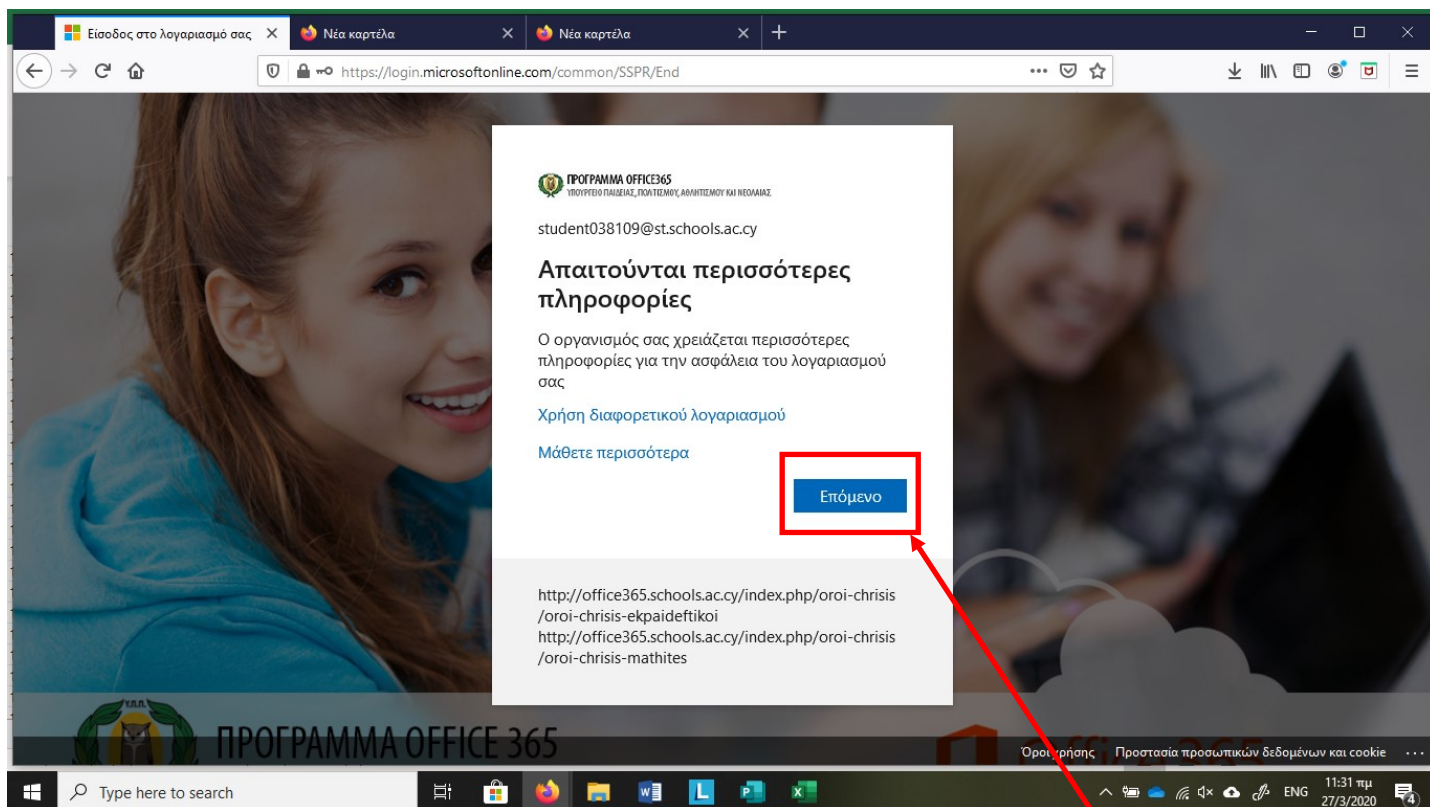 Είσοδος στο λογαριασμό σας
Νέα καρτέλα
Νέα καρτέλα
https://login.microsoftonline.com/common/SSPR/End
ΠΡΟΓΡΑΜΜΑ OFFICE365
ΥΠΟΥΡΓΕΙΟ ΠΑΙΔΕΙΑΣ, ΠΟΛΙΤΙΣΜΟΥ, ΑΘΛΗΤΙΣΜΟΥ ΚΑΙ ΝΕΟΛΑΙΑΣ
student038109@st.schools.ac.cy
Απαιτούνται περισσότερες
πληροφορίες
Ο οργανισμός σας χρειάζεται περισσότερες
πληροφορίες για την ασφάλεια του λογαριασμού
σας
Χρήση διαφορετικού λογαριασμού
Μάθετε περισσότερα
Επόμενο
http://office365.schools.ac.cy/index.php/oroi-chrisis
/oroi-chrisis-ekpaideftikoi
http://office365.schools.ac.cy/index.php/oroi-chrisis
/oroi-chrisis-mathites
Υ.Π.Π.
ΠΡΟΓΡΑΜΜΑ OFFICE 365
Office 365
Όροι χρήσης Προστασία προσωπικών δεδομένων και cookie ...
Type here to search
ENG
11:31 πμ
27/3/2020
4